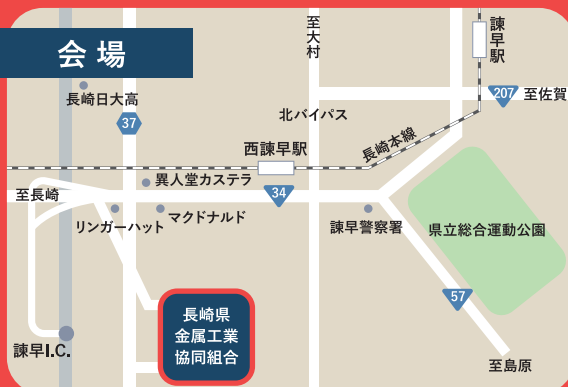 会場
至大村
諫早駅
長崎日大高
37
北バイパス
207
至佐賀
西諫早駅
長崎本線
異人堂カステラ
至長崎
34
リンガーハット
マクドナルド
諫早警察署
県立総合運動公園
長崎県
金属工業
協同組合
57
諫早I.C.
至島原